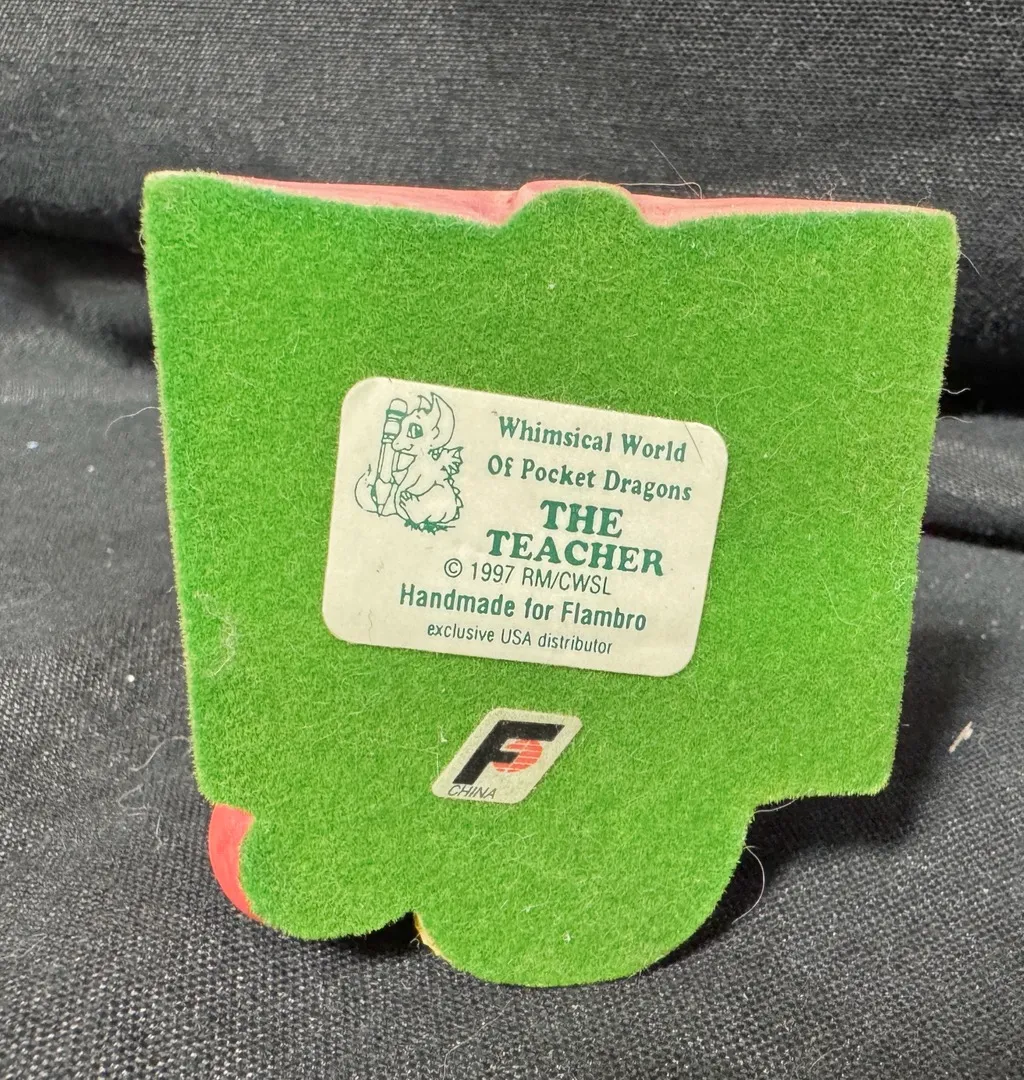 Whimsical World
Of Pocket Dragons
THE
TEACHER
© 1997 RM/CWSL
Handmade for Flambro
exclusive USA distributor
F
CHINA